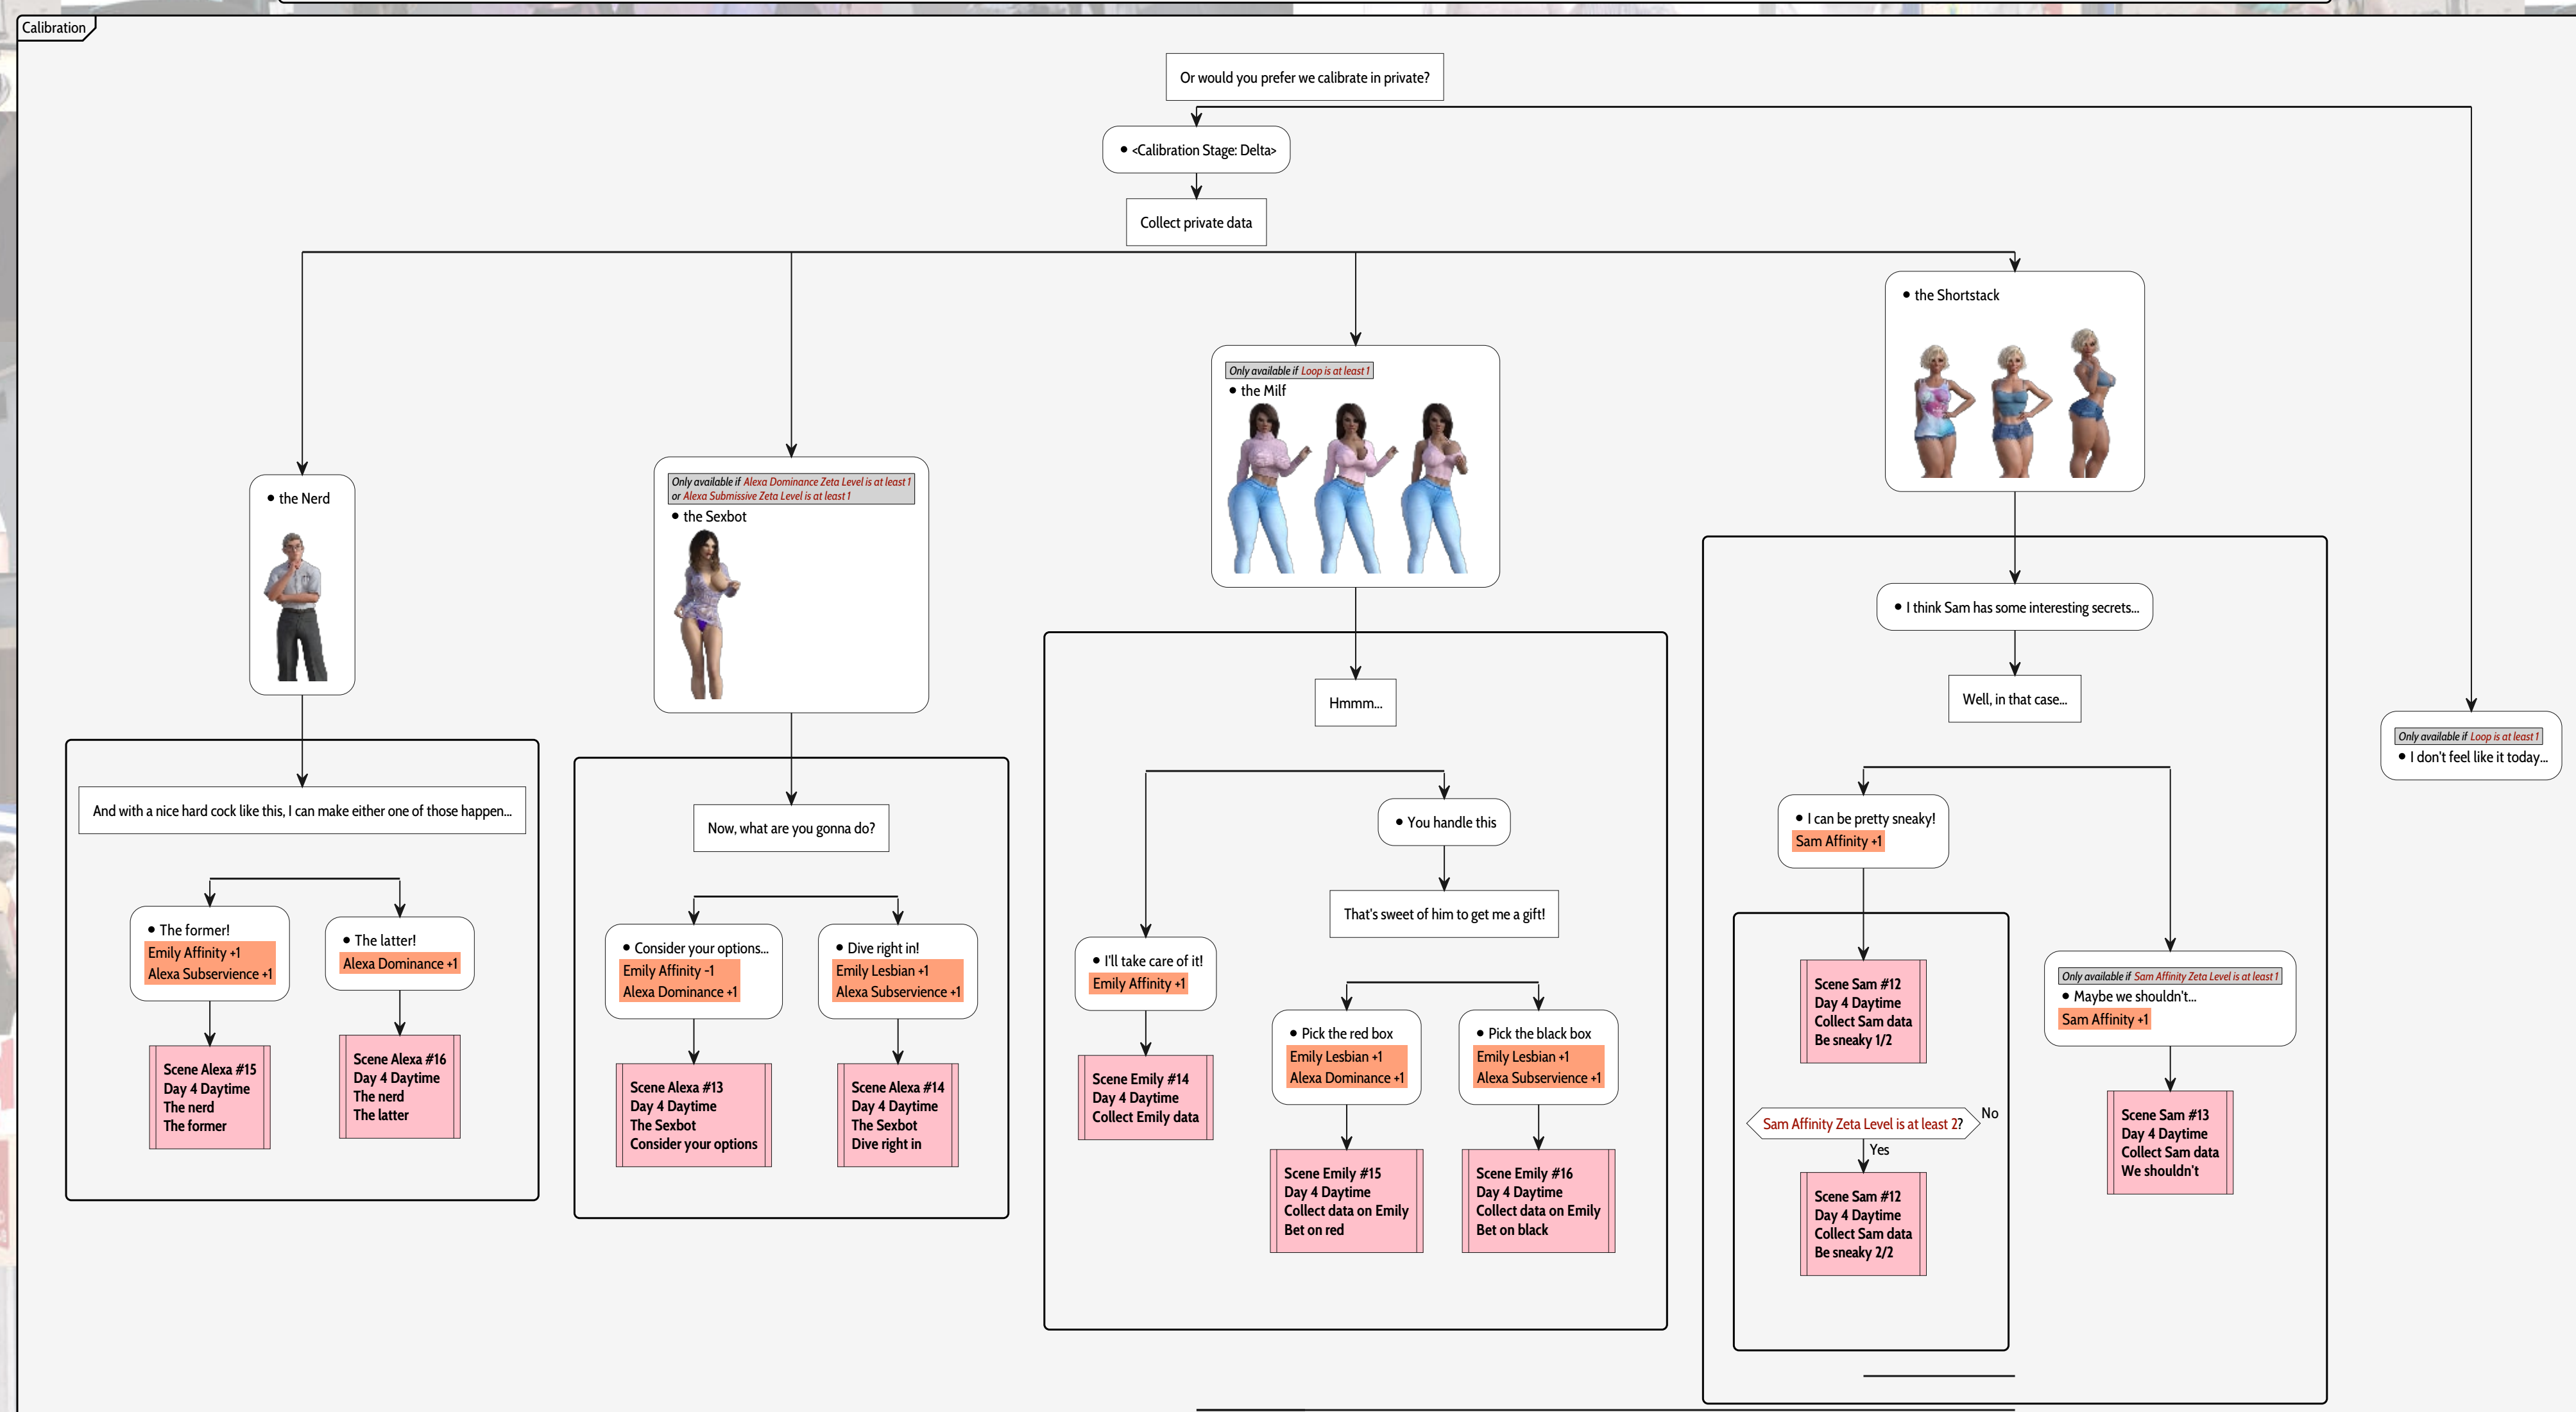 Calibration
Or would you prefer we calibrate in private?
<Calibration Stage: Delta>
Collect private data
the Nerd
And with a nice hard cock like this, I can make either one of those happen...
The former!
Emily Affinity +1
Alexa Subservience +1
Scene Alexa #15
Day 4 Daytime
The nerd
The former
The latter!
Alexa Dominance +1
Scene Alexa #16
Day 4 Daytime
The nerd
The latter
Only available if Alexa Dominance Zeta Level is at least 1
or Alexa Submissive Zeta Level is at least 1
the Sexbot
Now, what are you gonna do?
Consider your options...
Emily Affinity -1
Alexa Dominance +1
Scene Alexa #13
Day 4 Daytime
The Sexbot
Consider your options
Dive right in!
Emily Lesbian +1
Alexa Subservience +1
Scene Alexa #14
Day 4 Daytime
The Sexbot
Dive right in
Only available if Loop is at least 1
the Milf
Hmmm...
I'll take care of it!
Emily Affinity +1
Scene Emily #14
Day 4 Daytime
Collect Emily data
You handle this
That's sweet of him to get me a gift!
Pick the red box
Emily Lesbian +1
Alexa Dominance +1
Scene Emily #15
Day 4 Daytime
Collect data on Emily
Bet on red
Pick the black box
Emily Lesbian +1
Alexa Subservience +1
Scene Emily #16
Day 4 Daytime
Collect data on Emily
Bet on black
the Shortstack
I think Sam has some interesting secrets...
Well, in that case...
I can be pretty sneaky!
Sam Affinity +1
Scene Sam #12
Day 4 Daytime
Collect Sam data
Be sneaky 1/2
Sam Affinity Zeta Level is at least 2?
No
Yes
Scene Sam #12
Day 4 Daytime
Collect Sam data
Be sneaky 2/2
Only available if Sam Affinity Zeta Level is at least 1
Maybe we shouldn't...
Sam Affinity +1
Scene Sam #13
Day 4 Daytime
Collect Sam data
We shouldn't
Only available if Loop is at least 1
I don't feel like it today...